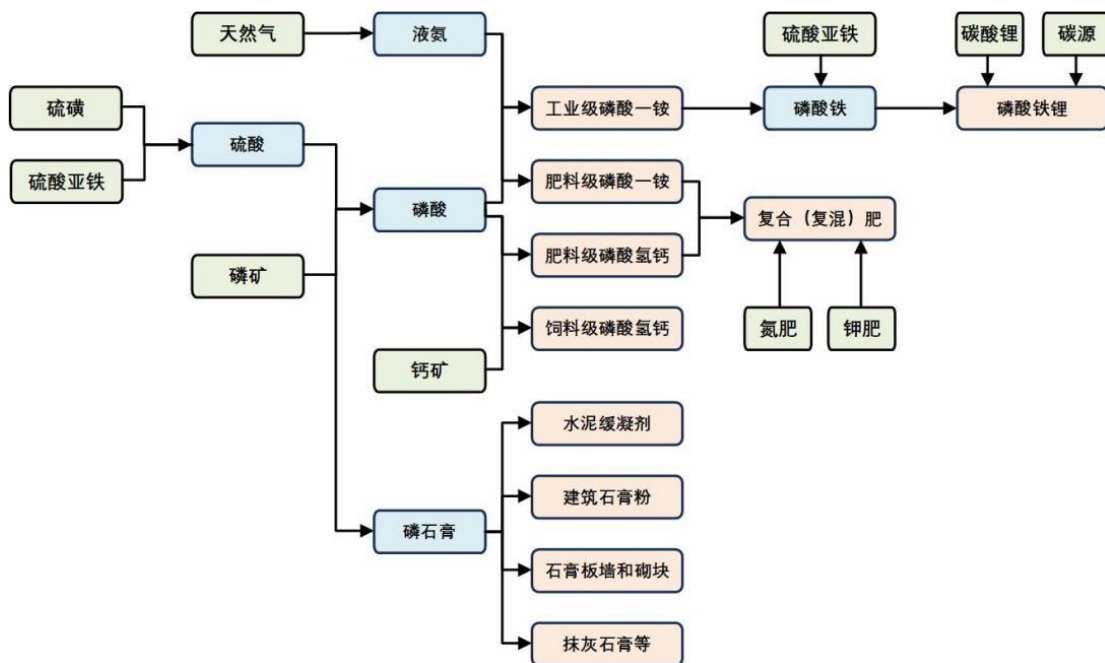 天然气
液氨
硫酸亚铁
碳酸锂
碳源
硫磺
工业级磷酸一铵
磷酸铁
磷酸铁锂
硫酸
硫酸亚铁
肥料级磷酸一铵
磷酸
复合（复混）肥
肥料级磷酸氢钙
磷矿
饲料级磷酸氢钙
氮肥
钾肥
钙矿
水泥缓凝剂
建筑石膏粉
磷石膏
石膏板墙和砌块
抹灰石膏等